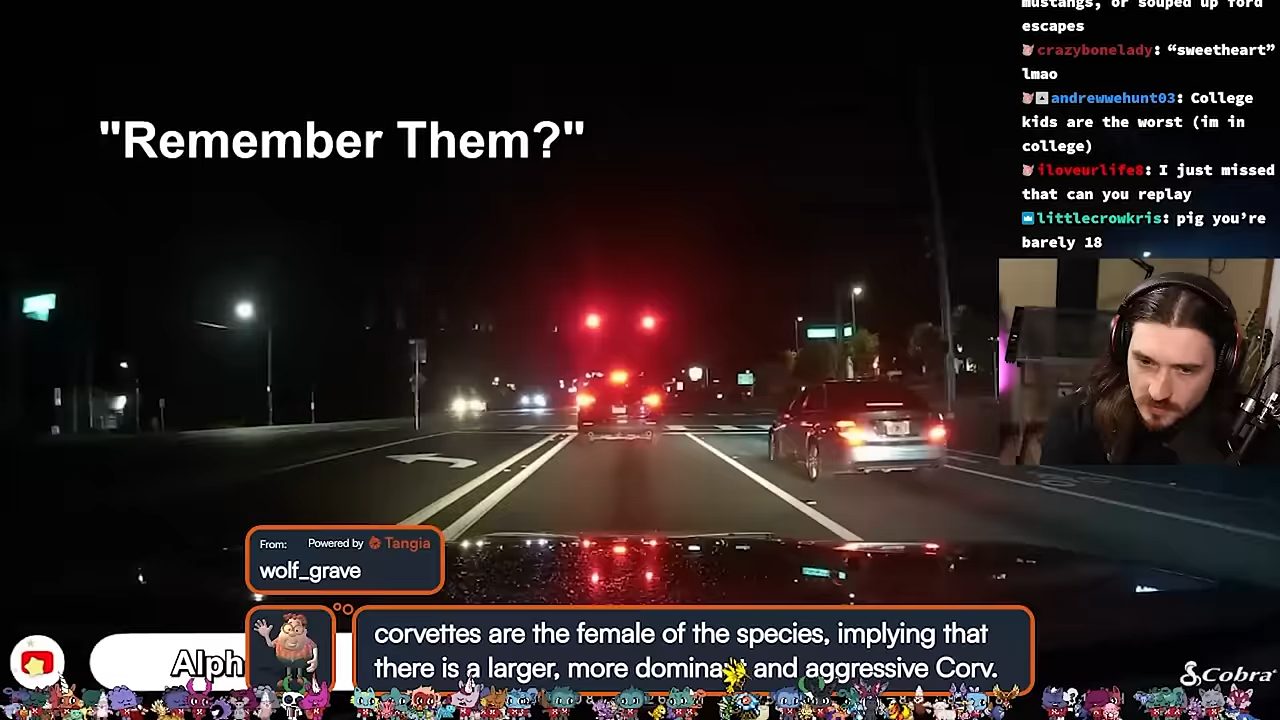 "Remember Them?"
mustangs, or souped up ford
escapes
crazybonelady: “sweetheart”
lmao
andrewwehunt03: College
kids are the worst (im in
college)
iloveurlife8: I just missed
that can you replay
littlecrowkris: pig you’re
barely 18
From: Powered by Tangia
wolf_grave
corvettes are the female of the species, implying that
there is a larger, more dominant and aggressive Corv.
Alph
Cobra